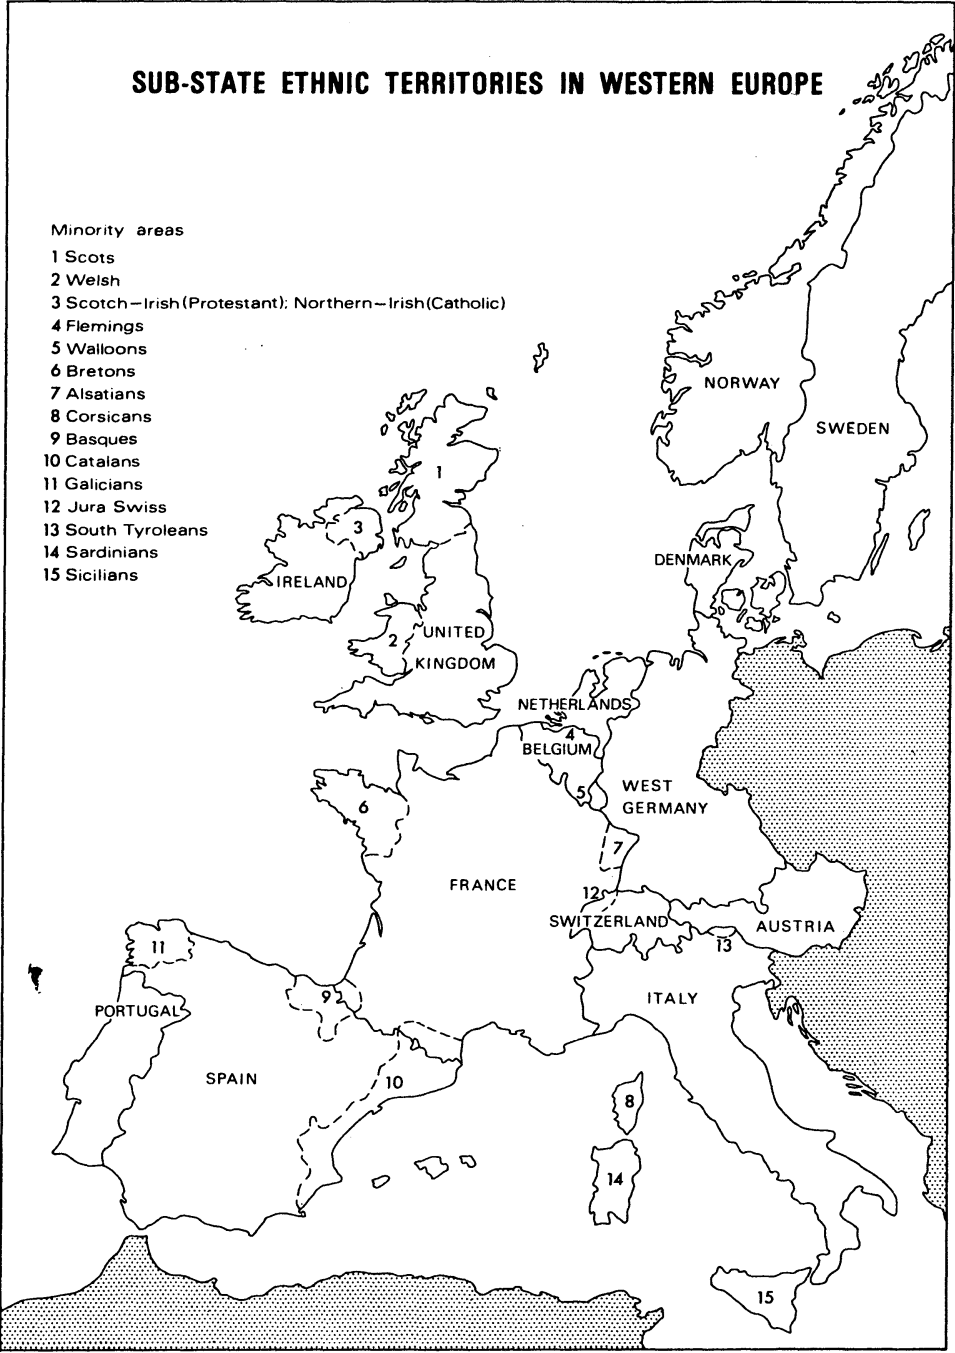 SUB-STATE ETHNIC TERRITORIES IN WESTERN EUROPE
Minority areas
1 Scots
2 Welsh
3 Scotch–Irish (Protestant); Northern–Irish (Catholic)
4 Flemings
5 Walloons
6 Bretons
7 Alsatians
8 Corsicans
9 Basques
10 Catalans
11 Galicians
12 Jura Swiss
13 South Tyroleans
14 Sardinians
15 Sicilians
NORWAY
SWEDEN
1
3
DENMARK
IRELAND
2
UNITED
KINGDOM
NETHERLANDS
4
BELGIUM
5
WEST
GERMANY
6
7
FRANCE
12
SWITZERLAND
AUSTRIA
13
11
9
ITALY
PORTUGAL
SPAIN
10
8
14
15